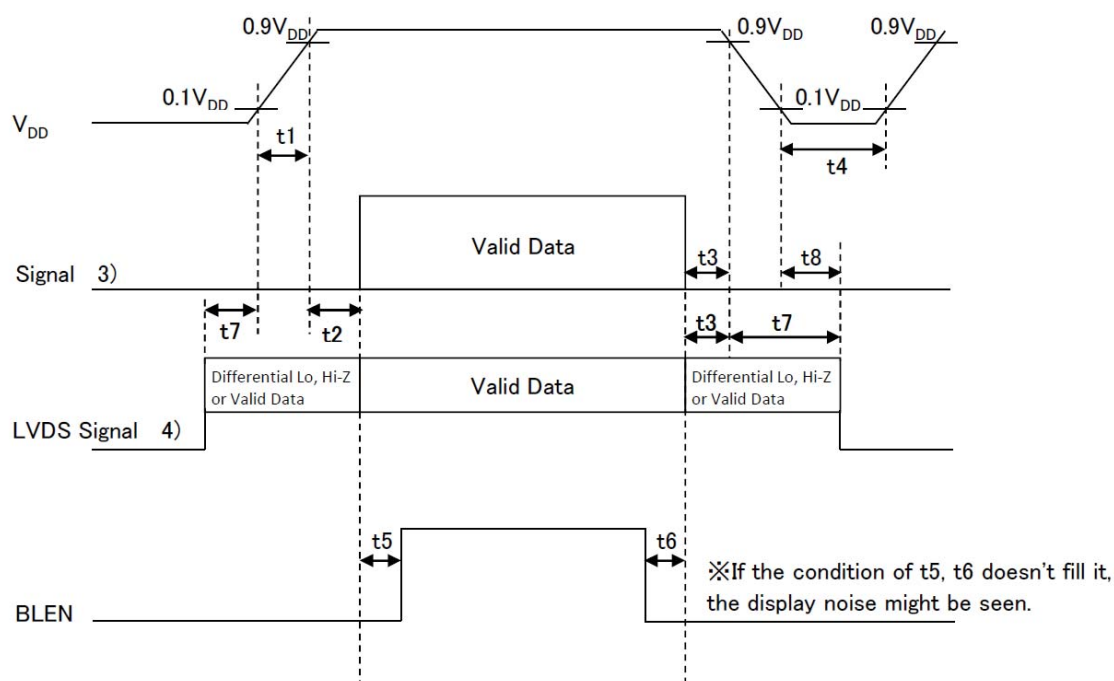 0.9VDD
0.9VDD
0.9VDD
0.1VDD
0.1VDD
VDD
t1
t4
Valid Data
Signal 3)
t3
t8
t7
t2
t3
t7
Differential Lo, Hi-Z
or Valid Data
Valid Data
Differential Lo, Hi-Z
or Valid Data
LVDS Signal 4)
t5
t6
※If the condition of t5, t6 doesn't fill it,
the display noise might be seen.
BLEN